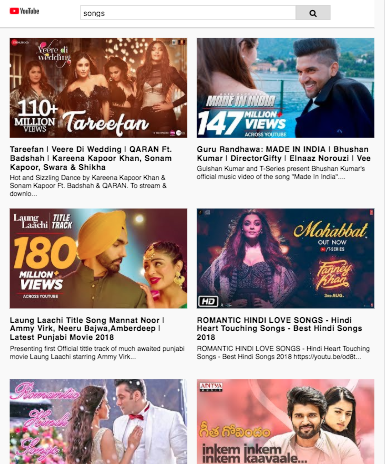 YouTube
songs
Veere di
wedding
110+
MILLION
VIEWS
Tareefan
MADE IN INDIA
147 MILLION+
VIEWS
ACROSS YOUTUBE
Tareefan | Veere Di Wedding | QARAN Ft.
Badshah | Kareena Kapoor Khan, Sonam
Kapoor, Swara & Shikha
Hot and Sizzling Dance by Kareena Kapoor Khan &
Sonam Kapoor Ft. Badshah & QARAN. To stream &
downlo...
Guru Randhawa: MADE IN INDIA | Bhushan
Kumar | DirectorGifty | Elnaaz Norouzi | Vee
Gulshan Kumar and T-Series present Bhushan Kumar's
official music video of the song "Made In India"....
Laung
Laachi
TITLE
TRACK
180
MILLION+
VIEWS
ACROSS YOUTUBE
Mohabbat
OUT NOW
Fanney
Khan
HD
Laung Laachi Title Song Mannat Noor |
Ammy Virk, Neeru Bajwa,Amberdeep |
Latest Punjabi Movie 2018
Presenting first Official title track of much awaited punjabi
movie Laung Laachi starring Ammy Virk...
ROMANTIC HINDI LOVE SONGS - Hindi
Heart Touching Songs - Best Hindi Songs
2018
ROMANTIC HINDI LOVE SONGS - Hindi Heart Touching
Songs - Best Hindi Songs 2018 https://youtu.be/od8t...
Romantic
ADITYA
MUSIC
గీత గోవిందం
inkem inkem
inkem kaavaale...